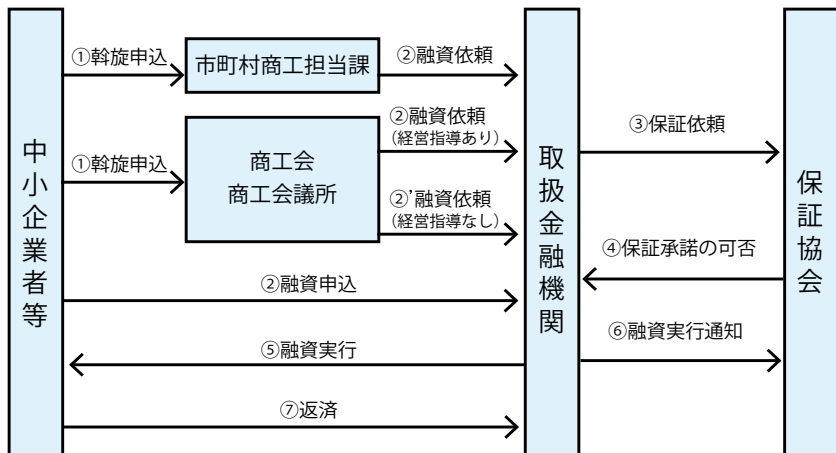 中小企業者等
①斡旋申込
市町村商工担当課
②融資依頼
①斡旋申込
商工会
商工会議所
②融資依頼
（経営指導あり）
②’融資依頼
（経営指導なし）
②融資申込
⑤融資実行
⑦返済
取扱金融機関
③保証依頼
④保証承諾の可否
⑥融資実行通知
保証協会